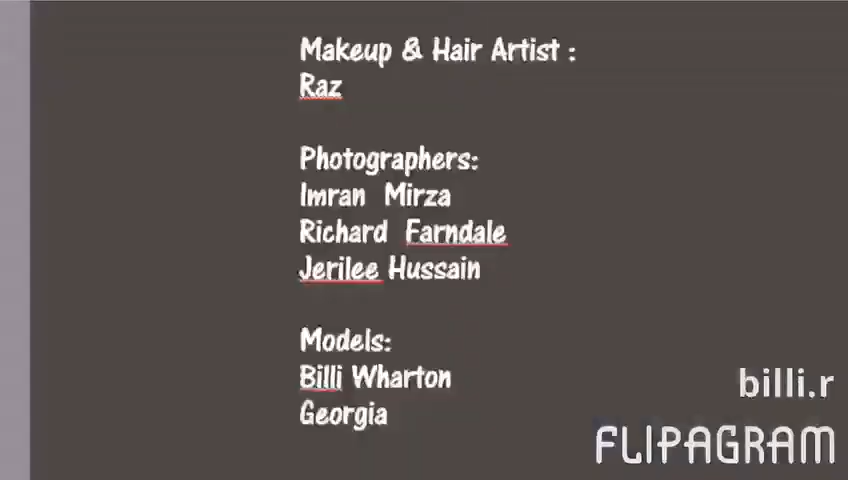 Makeup & Hair Artist :
Raz
Photographers:
Imran Mirza
Richard Farndale
Jerilee Hussain
Models:
Billi Wharton
Georgia
billi.r
FLIPAGRAM